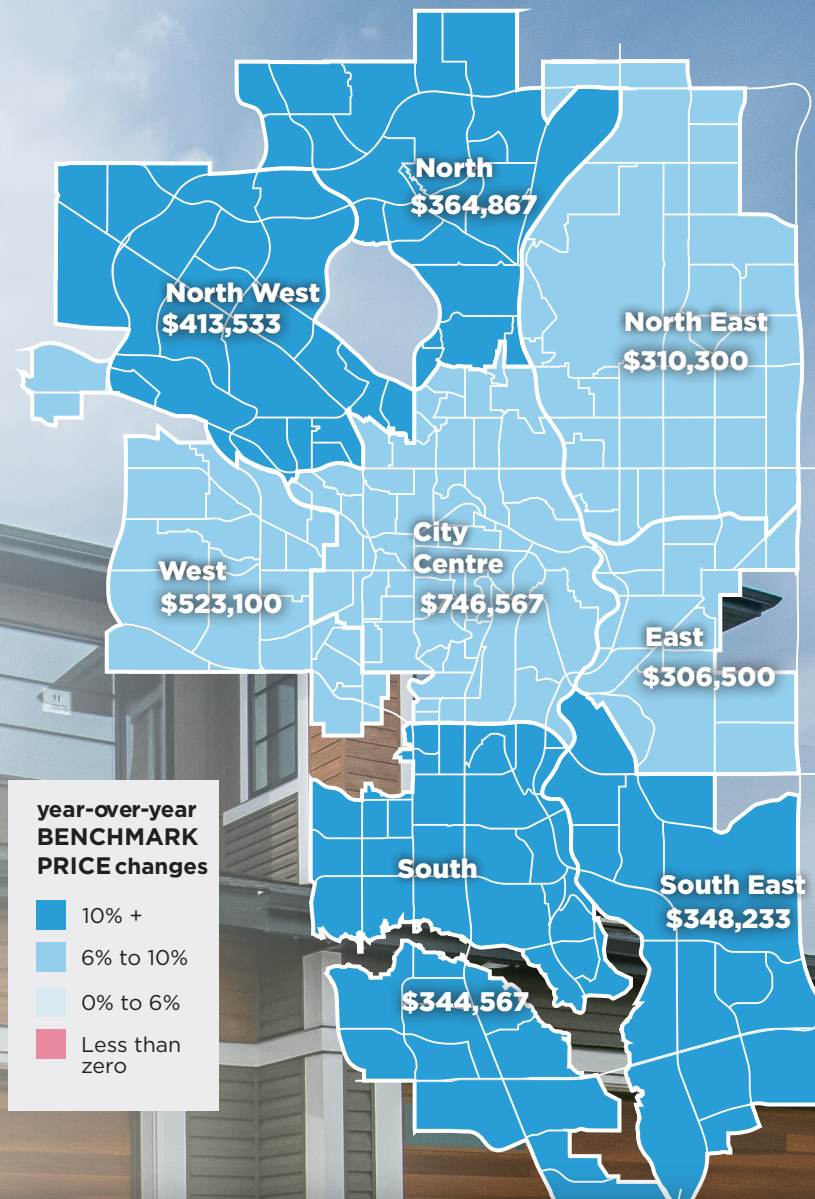 North
$364,867
North West
$413,533
North East
$310,300
City
Centre
$746,567
West
$523,100
East
$306,500
South
$344,567
South East
$348,233
91
year-over-year
BENCHMARK
PRICE changes
10% +
6% to 10%
0% to 6%
Less than
zero